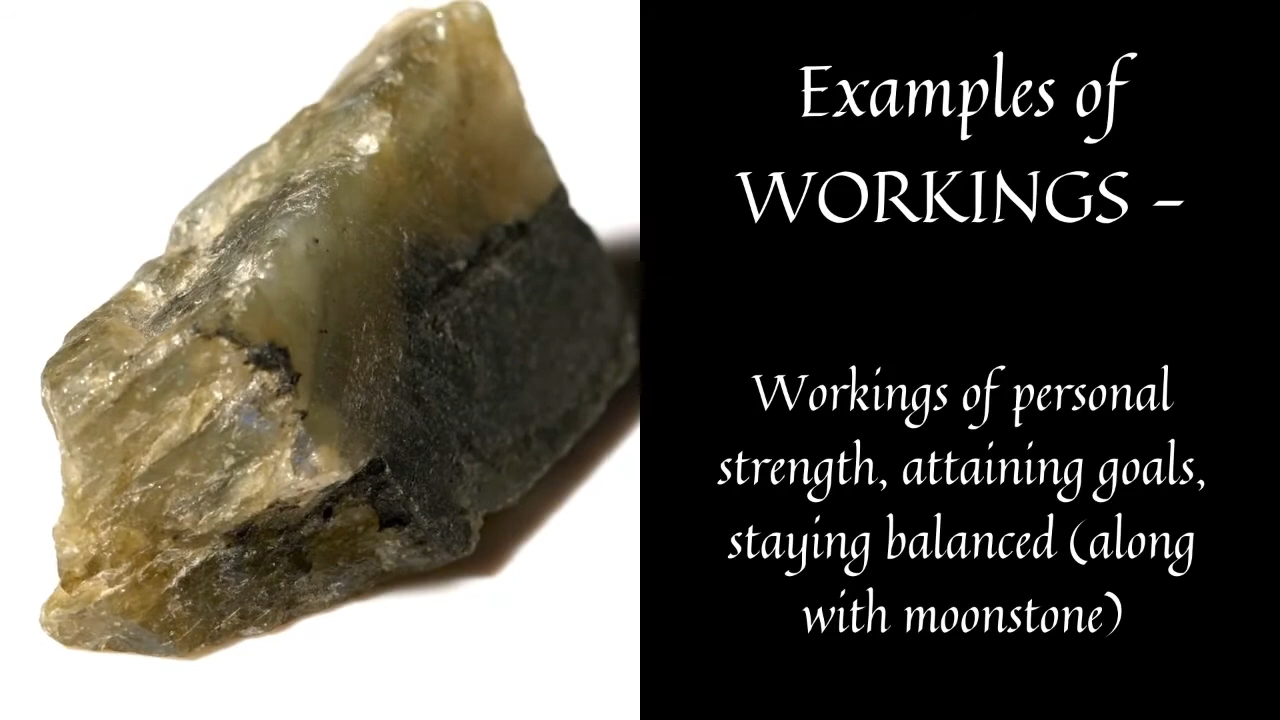 Examples of
WORKINGS -
Workings of personal
strength, attaining goals,
staying balanced (along
with moonstone)